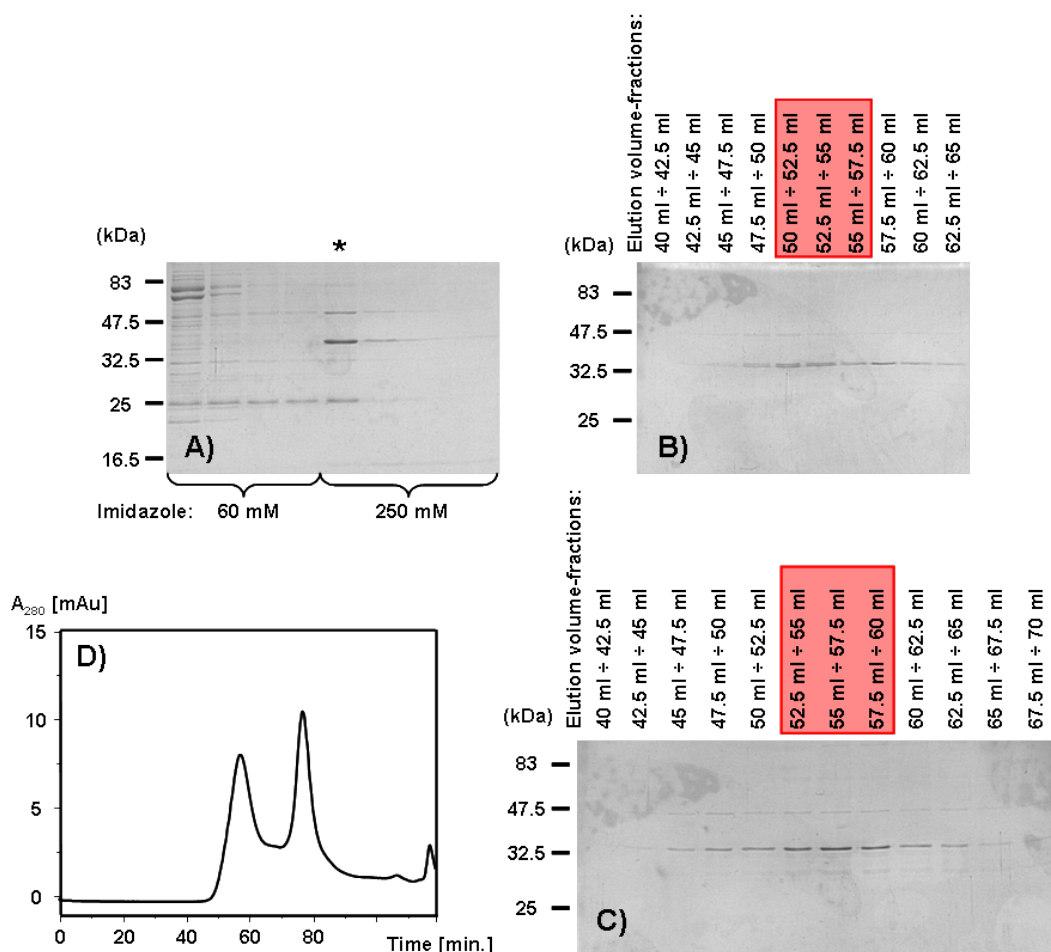 (kDa)
*
83
47.5
32.5
25
16.5
A)
Imidazole: 60 mM 250 mM
Elution volume-fractions:
40 ml ÷ 42.5 ml
42.5 ml ÷ 45 ml
45 ml ÷ 47.5 ml
47.5 ml ÷ 50 ml
50 ml ÷ 52.5 ml
52.5 ml ÷ 55 ml
55 ml ÷ 57.5 ml
57.5 ml ÷ 60 ml
60 ml ÷ 62.5 ml
62.5 ml ÷ 65 ml
(kDa)
83
47.5
32.5
25
B)
A280 [mAu]
15
10
5
0
D)
0 20 40 60 80 Time [min.]
Elution volume-fractions:
40 ml ÷ 42.5 ml
42.5 ml ÷ 45 ml
45 ml ÷ 47.5 ml
47.5 ml ÷ 50 ml
50 ml ÷ 52.5 ml
52.5 ml ÷ 55 ml
55 ml ÷ 57.5 ml
57.5 ml ÷ 60 ml
60 ml ÷ 62.5 ml
62.5 ml ÷ 65 ml
65 ml ÷ 67.5 ml
67.5 ml ÷ 70 ml
(kDa)
83
47.5
32.5
25
C)